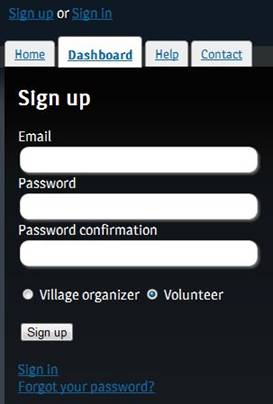 Sign up or Sign in
Home Dashboard Help Contact
Sign up
Email
Password
Password confirmation
Village organizer Volunteer
Sign up
Sign in
Forgot your password?